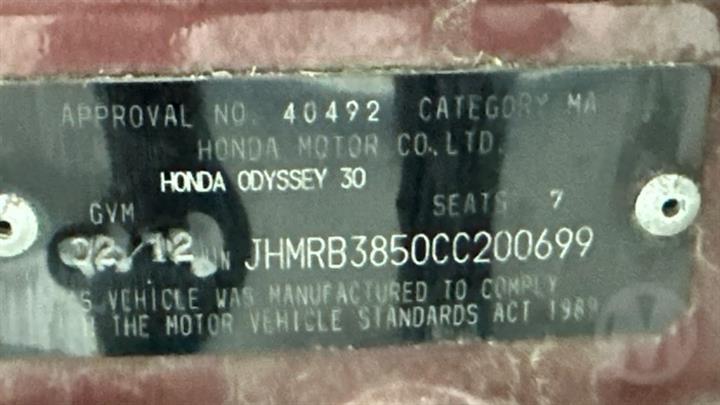 APPROVAL NO. 40492 CATEGORY MA
HONDA MOTOR CO.,LTD.
HONDA ODYSSEY 30
GVM SEATS 7
02/12 JHMRB3850CC200699
VEHICLE WAS MANUFACTURED TO COMPLY
THE MOTOR VEHICLE STANDARDS ACT 1989